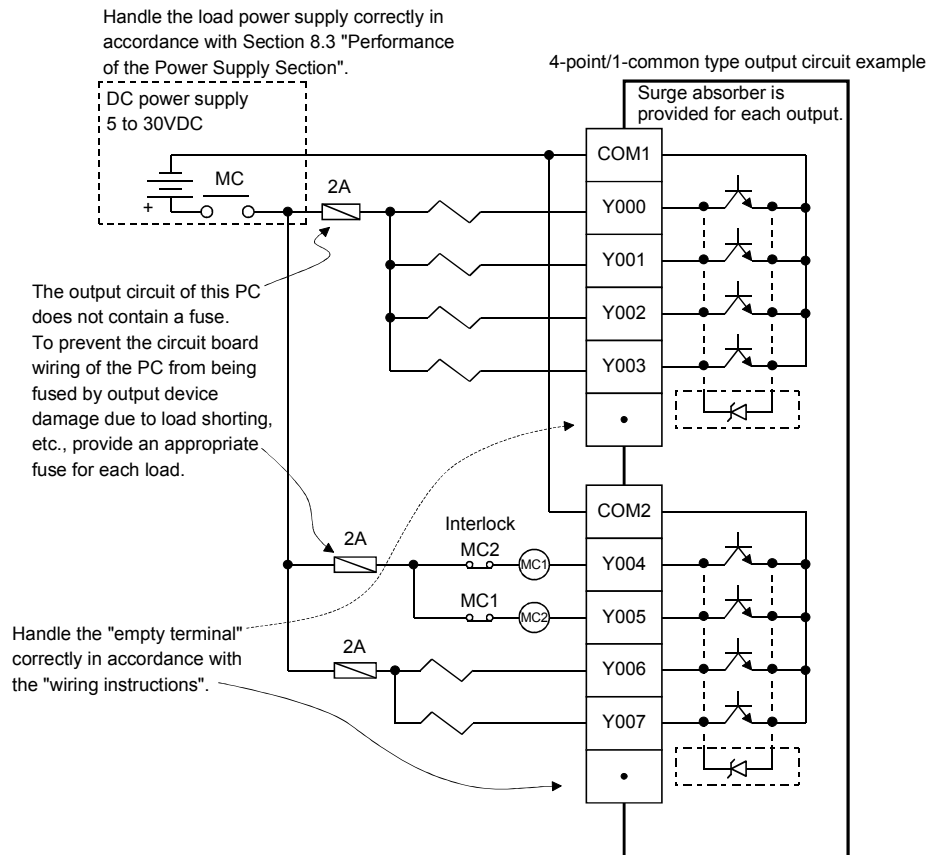 Handle the load power supply correctly in
accordance with Section 8.3 "Performance
of the Power Supply Section".
4-point/1-common type output circuit example
DC power supply
5 to 30VDC
Surge absorber is
provided for each output.
MC
+
2A
COM1
Y000
Y001
Y002
Y003
The output circuit of this PC
does not contain a fuse.
To prevent the circuit board
wiring of the PC from being
fused by output device
damage due to load shorting,
etc., provide an appropriate
fuse for each load.
COM2
2A
Interlock
MC2
MC1
Y004
MC1
MC2
Y005
Handle the "empty terminal"
correctly in accordance with
the "wiring instructions".
2A
Y006
Y007